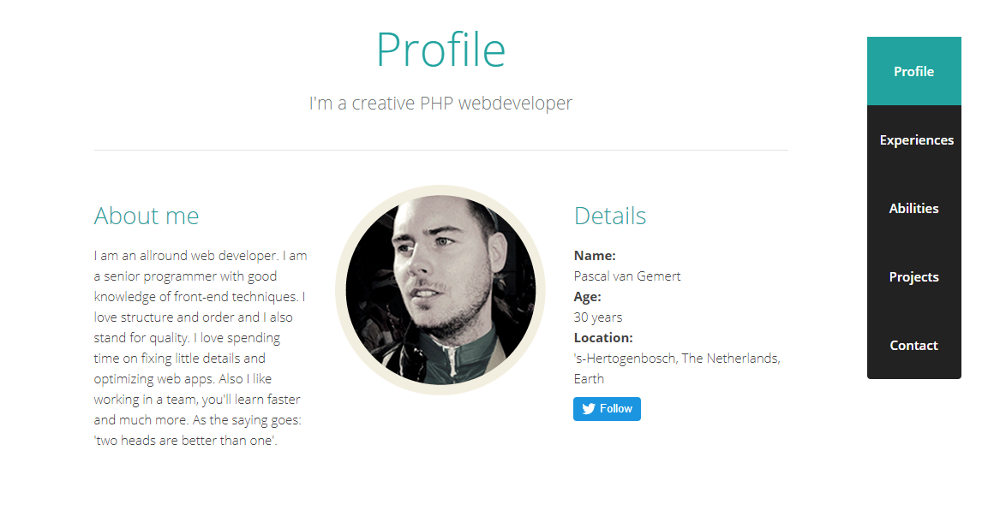 Profile
I'm a creative PHP webdeveloper
About me
I am an allround web developer. I am
a senior programmer with good
knowledge of front-end techniques. I
love structure and order and I also
stand for quality. I love spending
time on fixing little details and
optimizing web apps. Also I like
working in a team, you'll learn faster
and much more. As the saying goes:
'two heads are better than one'.
Details
Name:
Pascal van Gemert
Age:
30 years
Location:
's-Hertogenbosch, The Netherlands,
Earth
Follow
Profile
Experiences
Abilities
Projects
Contact